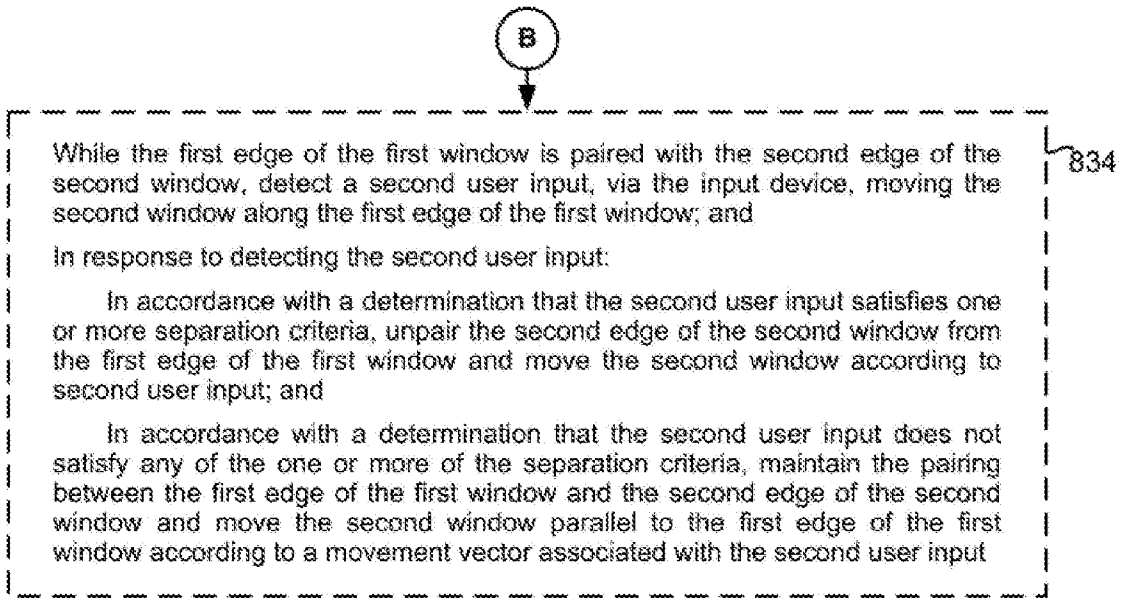 B
While the first edge of the first window is paired with the second edge of the
834
second window, detect a second user input, via the input device, moving the
second window along the first edge of the first window; and
In response to detecting the second user input:
In accordance with a determination that the second user input satisfies one
or more separation criteria, unpair the second edge of the second window from
the first edge of the first window and move the second window according to
second user input; and
In accordance with a determination that the second user input does not
satisfy any of the one or more of the separation criteria, maintain the pairing
between the first edge of the first window and the second edge of the second
window and move the second window parallel to the first edge of the first
window according to a movement vector associated with the second user input